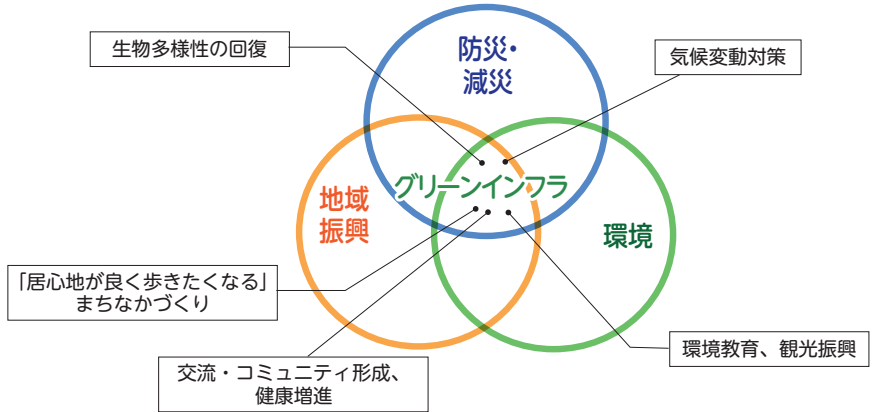 生物多様性の回復
防災・
減災
気候変動対策
グリーンインフラ
地域
振興
環境
「居心地が良く歩きたくなる」
まちなかづくり
環境教育、観光振興
交流・コミュニティ形成、
健康増進